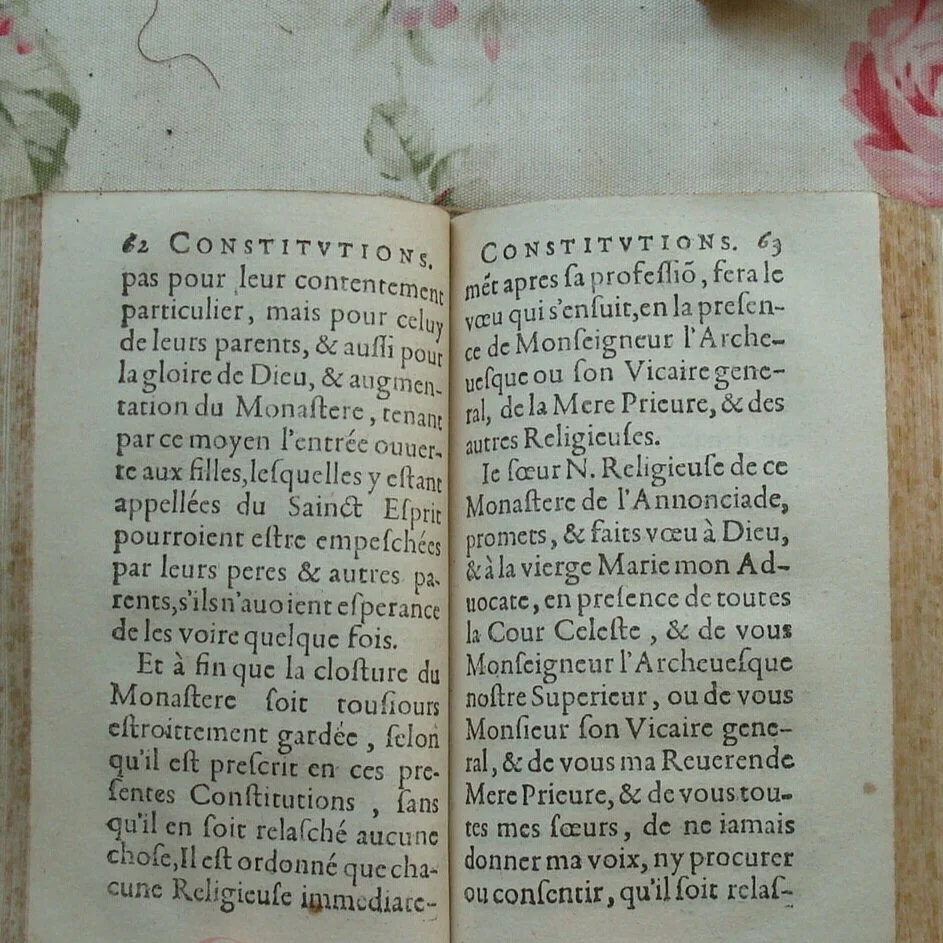 62 CONSTITVTIONS.
pas pour leur contentement
particulier, mais pour celuy
de leurs parents, & auſſi pour
la gloire de Dieu, & augmen-
tation du Monaſtere, tenant
par ce moyen l'entrée ouuer-
te aux filles, leſquelles y eſtant
appellées du Sainct Eſprit
pourroient eſtre empeſchées
par leurs peres & autres pa-
rents, s'ils n'auoient eſperance
de les voire quelque fois.
Et à fin que la cloſture du
Monaſtere ſoit touſiours
eſtroittement gardée, ſelon
qu'il eſt preſcrit en ces pre-
ſentes Conſtitutions, ſans
qu'il en ſoit relaſché aucune
choſe, Il eſt ordonné que cha-
cune Religieuſe immediate-
CONSTITVTIONS. 63
mét apres ſa profeſſiõ, fera le
vœu qui s'enſuit, en la preſen-
ce de Monſeigneur l'Arche-
ueſque ou ſon Vicaire gene-
ral, de la Mere Prieure, & des
autres Religieuſes.
Ie ſœur N. Religieuſe de ce
Monaſtere de l'Annonciade,
promets, & faits vœu à Dieu,
& à la vierge Marie mon Ad-
uocate, en preſence de toutes
la Cour Celeſte, & de vous
Monſeigneur l'Archeueſque
noſtre Superieur, ou de vous
Monſieur ſon Vicaire gene-
ral, & de vous ma Reuerende
Mere Prieure, & de vous tou-
tes mes ſœurs, de ne iamais
donner ma voix, ny procurer
ou conſentir, qu'il ſoit relaſ-